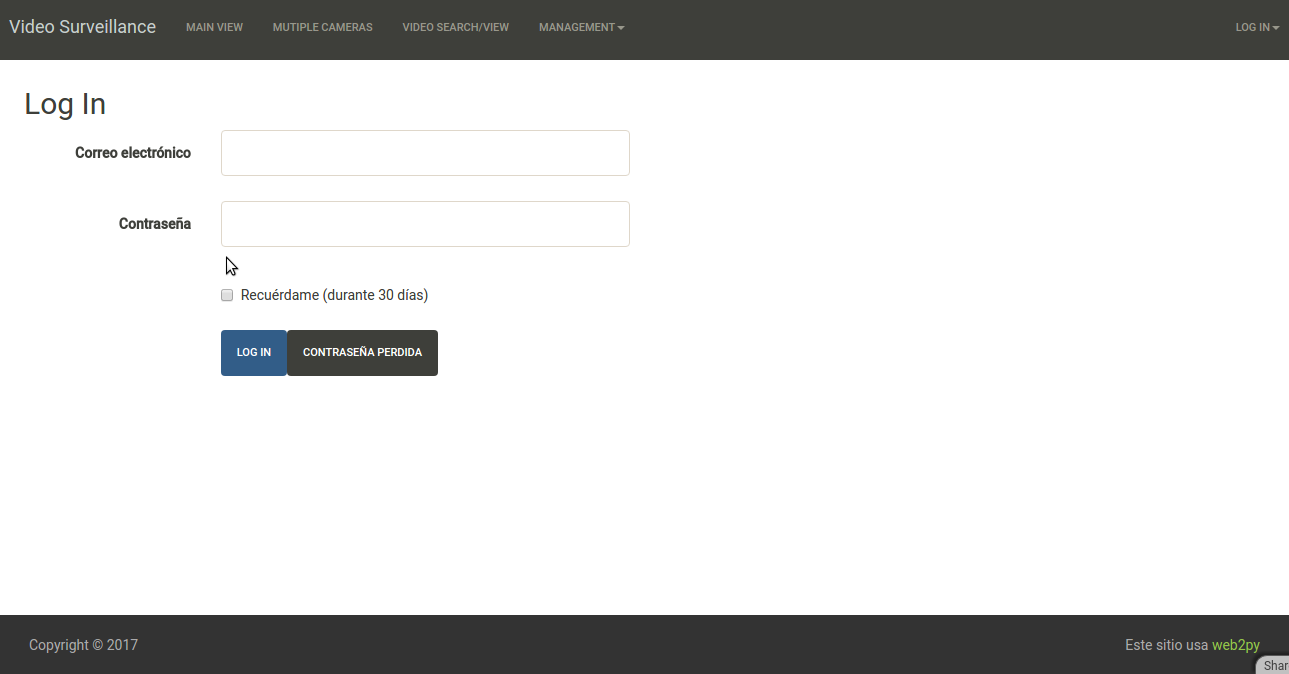 Video Surveillance MAIN VIEW MUTIPLE CAMERAS VIDEO SEARCH/VIEW MANAGEMENT LOG IN
Log In
Correo electrónico
Contraseña
Recuérdame (durante 30 días)
LOG IN CONTRASEÑA PERDIDA
Copyright © 2017 Este sitio usa web2py
Shar